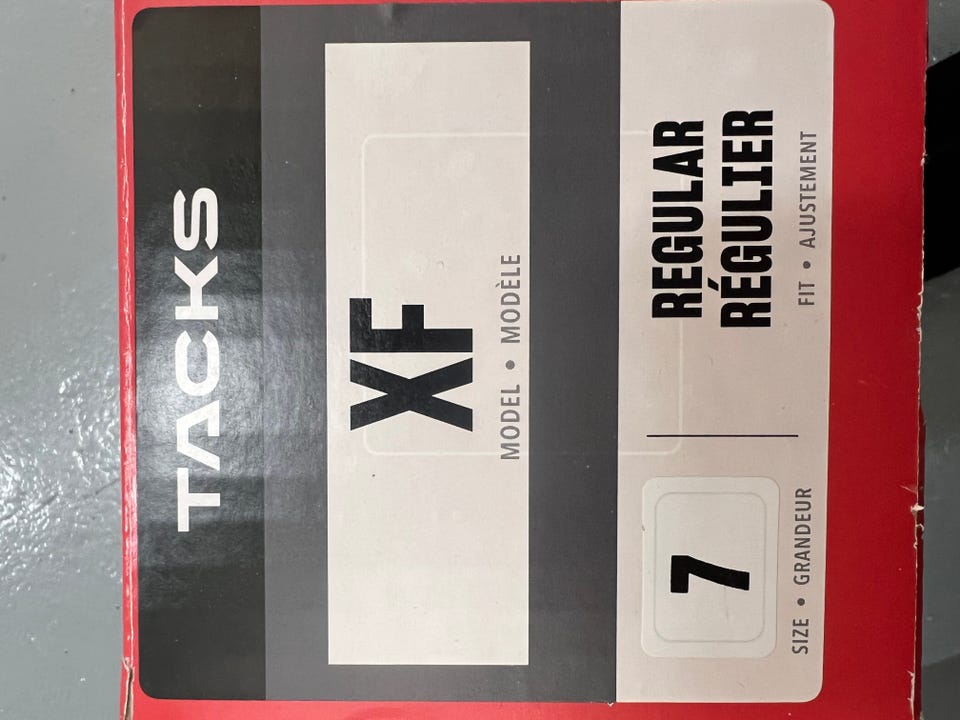 TACKS
XF
MODEL • MODÈLE
7
SIZE • GRANDEUR
REGULAR
RÉGULIER
FIT • AJUSTEMENT